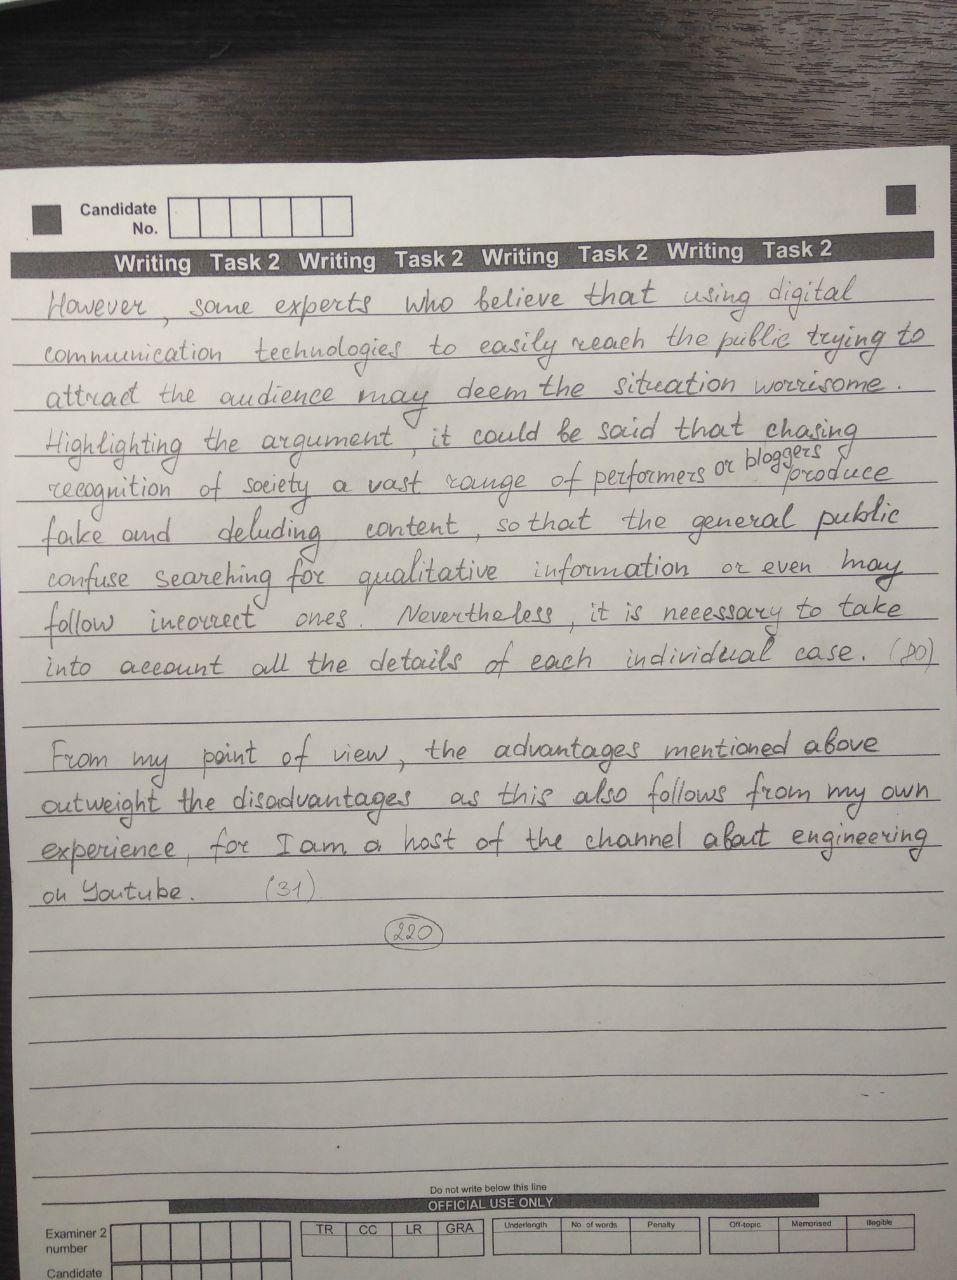 Candidate
No.
Writing Task 2 Writing Task 2 Writing Task 2 Writing Task 2
However, some experts who believe that using digital
communication technologies to easily reach the public trying to
attract the audience may deem the situation worrisome.
Highlighting the argument, it could be said that chasing
recognition of society a vast range of performers or bloggers produce
fake and deluding content, so that the general public
confuse searching for qualitative information or even may
follow incorrect ones. Nevertheless, it is necessary to take
into account all the details of each individual case. (80)
From my point of view, the advantages mentioned above
outweight the disadvantages as this also follows from my own
experience, for I am a host of the channel about engineering
on Youtube. (31)
220
Do not write below this line
OFFICIAL USE ONLY
Examiner 2
number
TR CC LR GRA
Underlength No. of words Penalty
Off-topic Memorised Illegible
Candidate